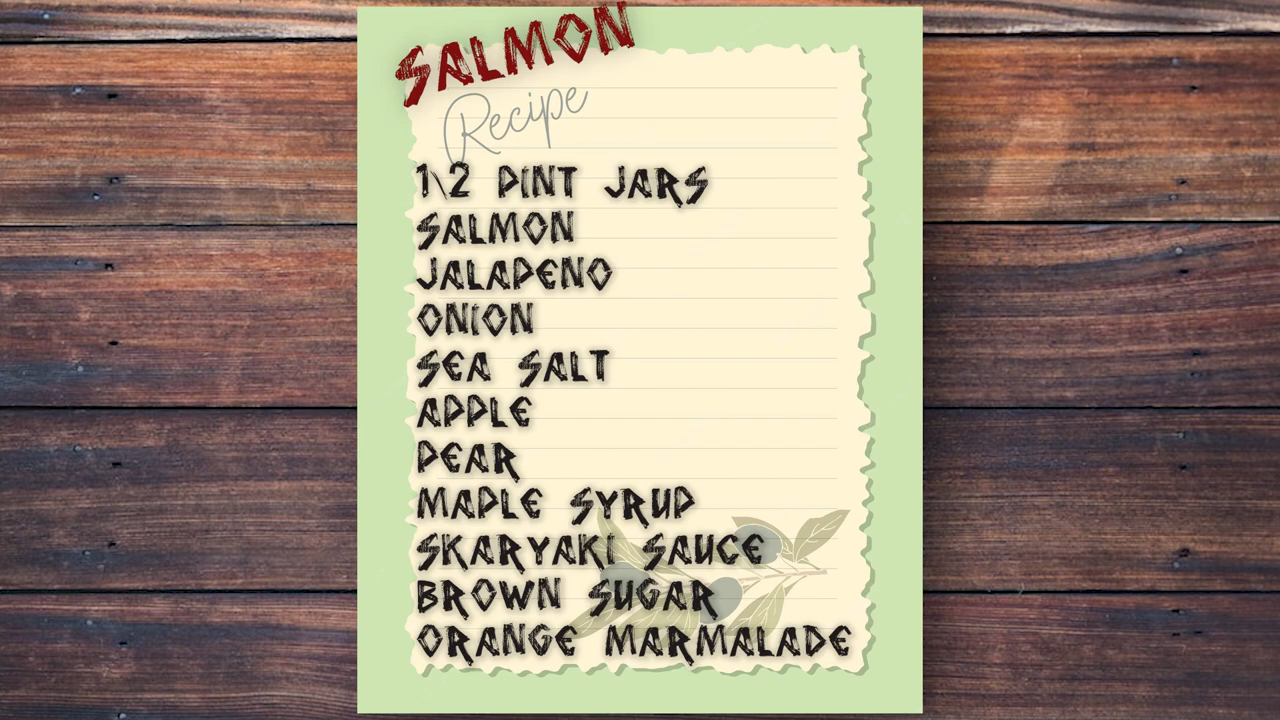 SALMON
Recipe
1\2 PINT JARS
SALMON
JALAPENO
ONION
SEA SALT
APPLE
PEAR
MAPLE SYRUP
SKARYAKI SAUCE
BROWN SUGAR
ORANGE MARMALADE